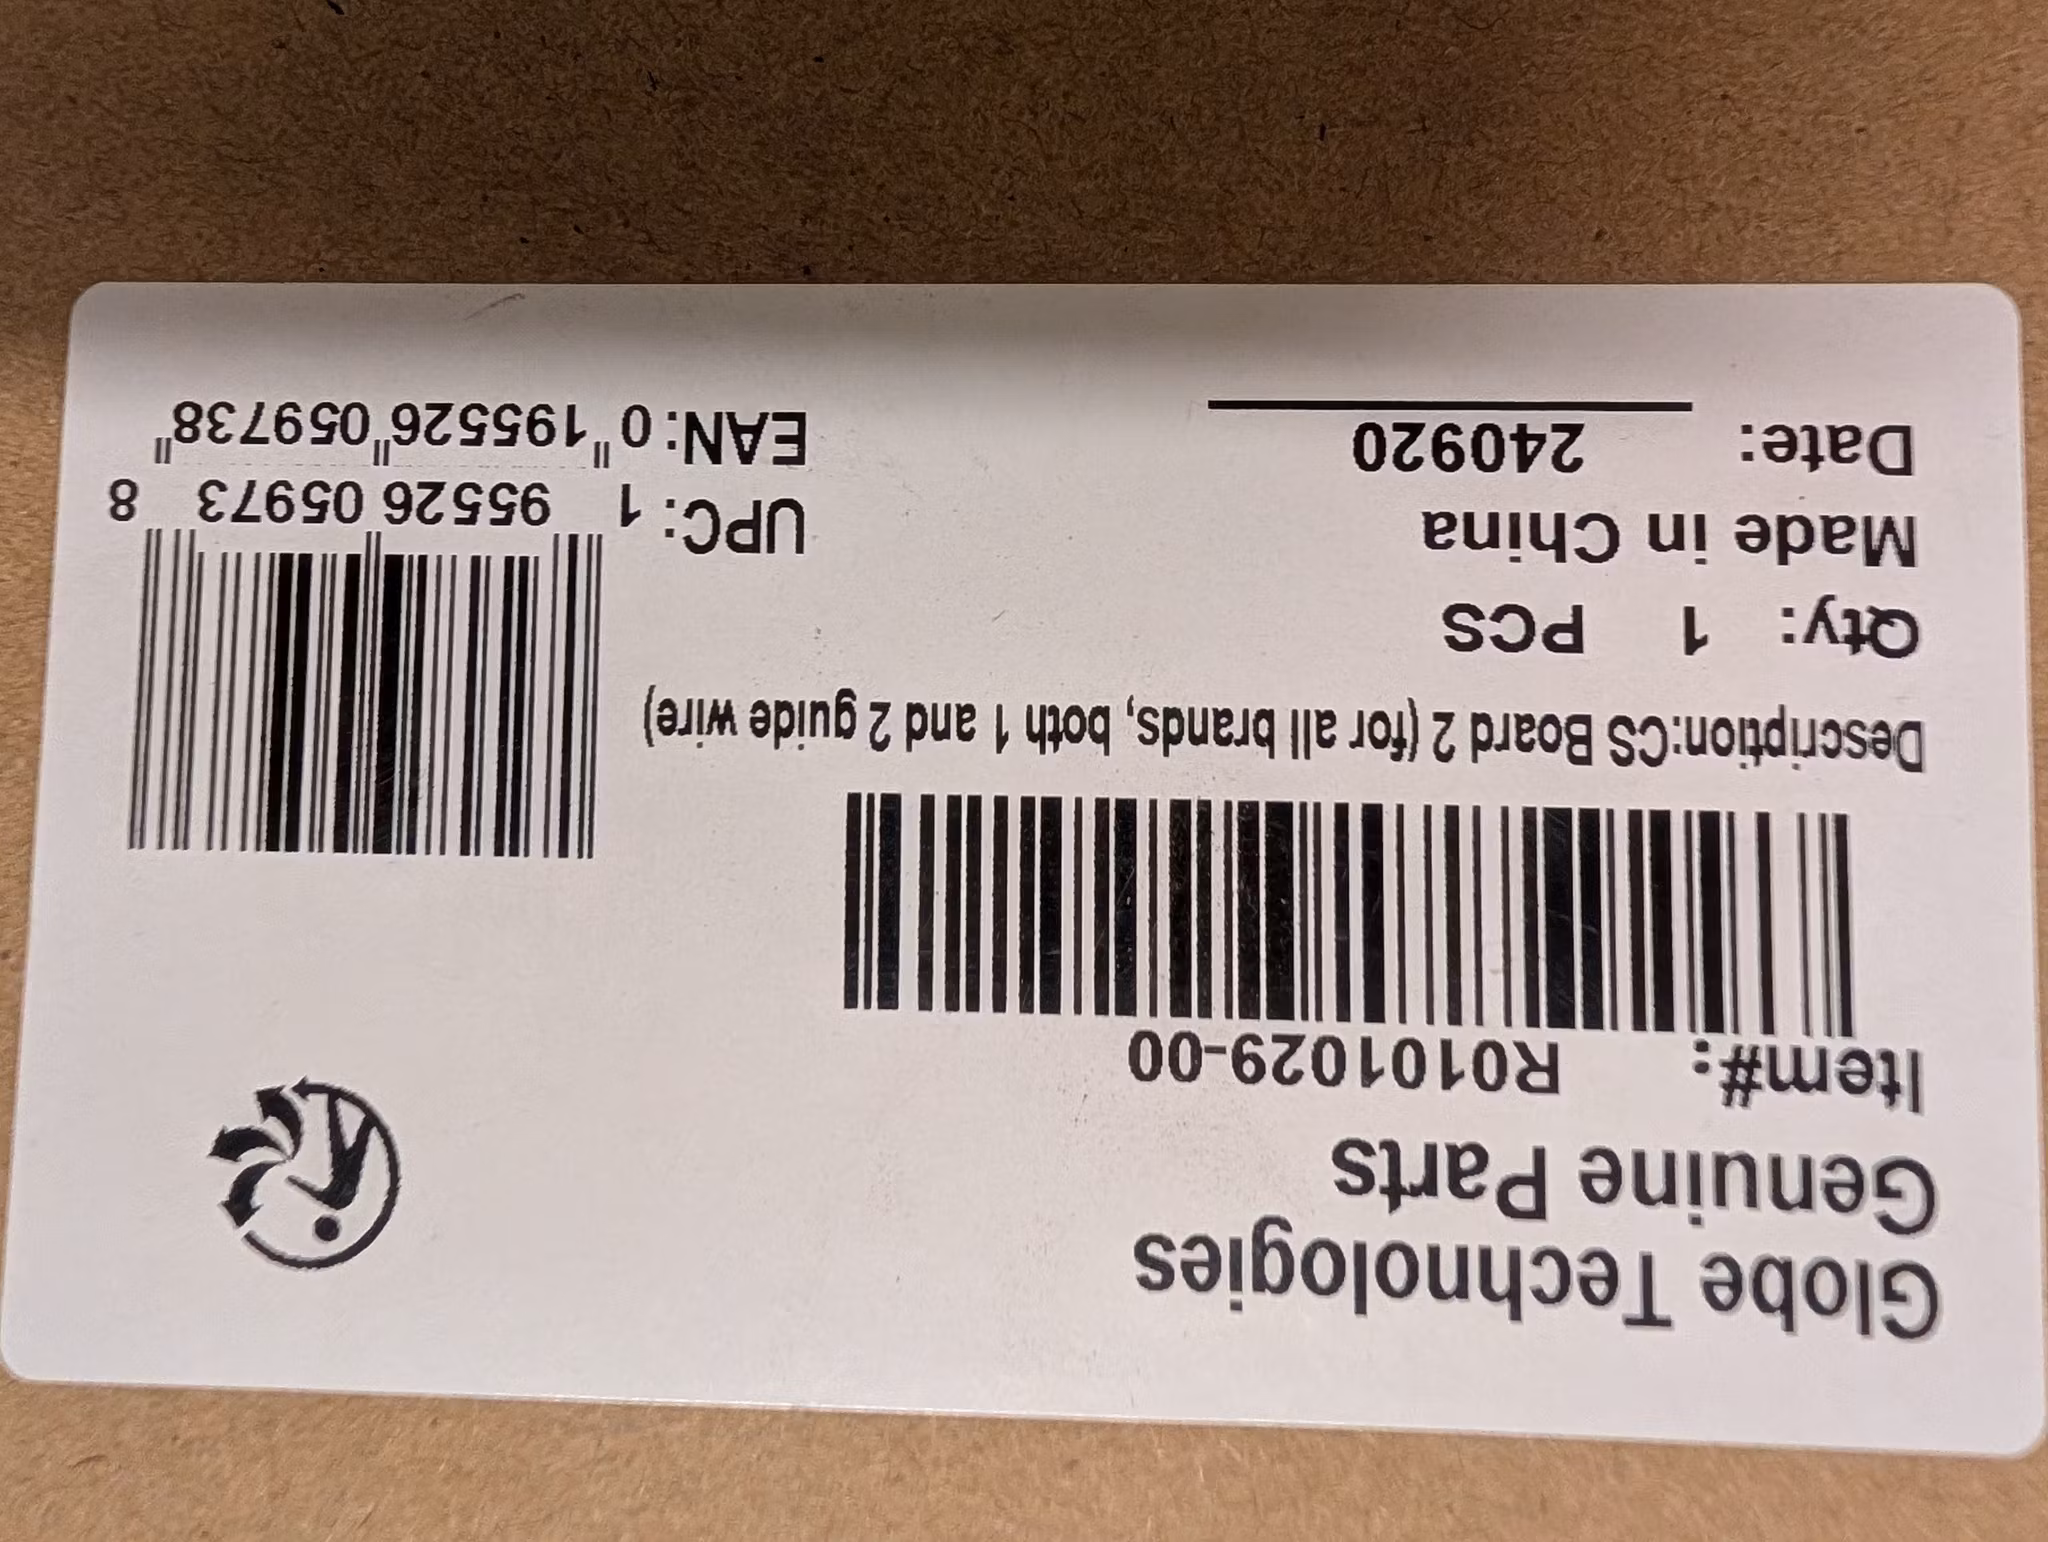 Globe Technologies
Genuine Parts
Item#: R0101029-00
Description:CS Board 2 (for all brands, both 1 and 2 guide wire)
Qty: 1 PCS
Made in China
Date: 240920
UPC: 1 95526 05973 8
EAN: 0 195526 059738